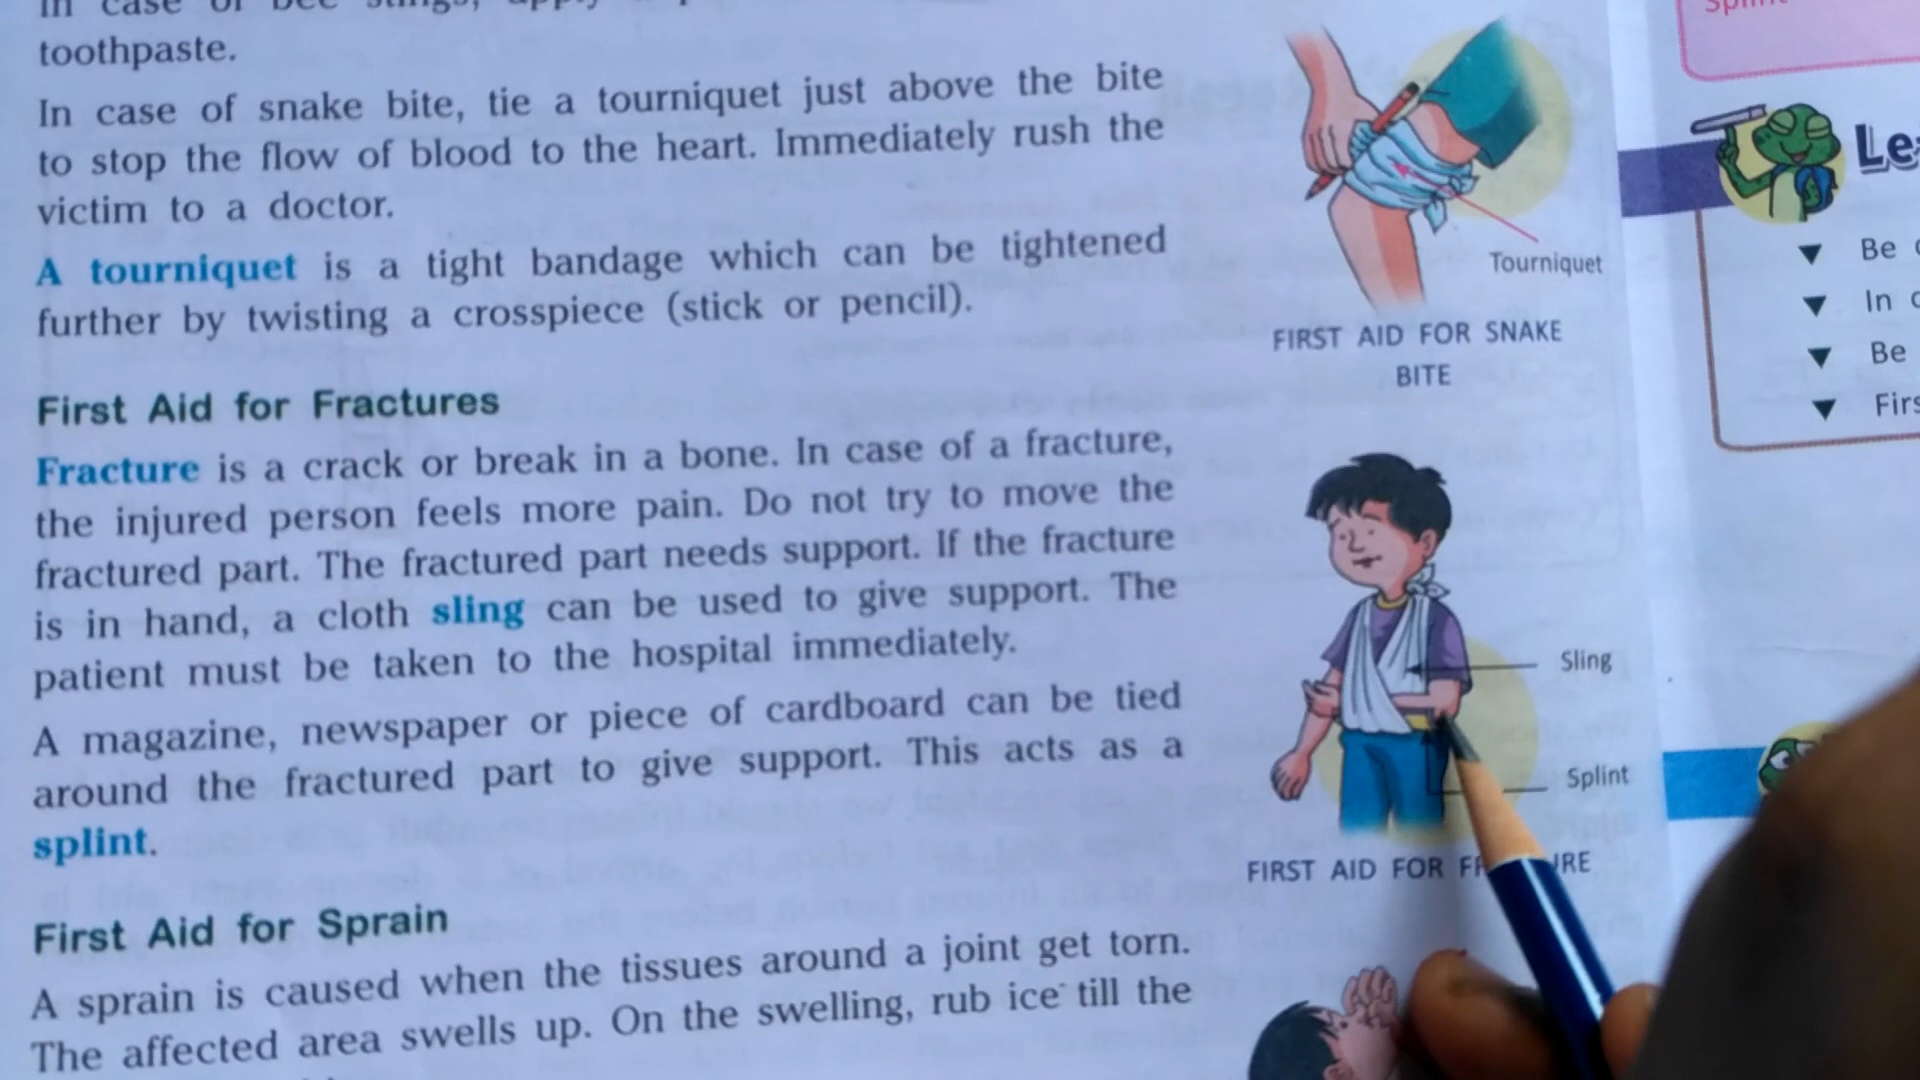 In case of bee stings, apply a
toothpaste.
In case of snake bite, tie a tourniquet just above the bite
to stop the flow of blood to the heart. Immediately rush the
victim to a doctor.
A tourniquet is a tight bandage which can be tightened
further by twisting a crosspiece (stick or pencil).
First Aid for Fractures
Fracture is a crack or break in a bone. In case of a fracture,
the injured person feels more pain. Do not try to move the
fractured part. The fractured part needs support. If the fracture
is in hand, a cloth sling can be used to give support. The
patient must be taken to the hospital immediately.
A magazine, newspaper or piece of cardboard can be tied
around the fractured part to give support. This acts as a
splint.
First Aid for Sprain
A sprain is caused when the tissues around a joint get torn.
The affected area swells up. On the swelling, rub ice till the
Tourniquet
FIRST AID FOR SNAKE
BITE
Sling
Splint
FIRST AID FOR
Splint
Be
In
Be